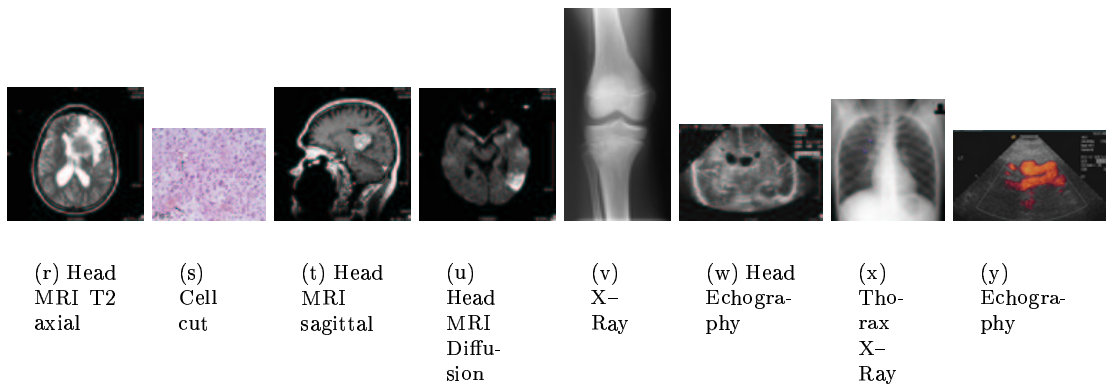 (r) Head
MRI T2
axial
(s)
Cell
cut
(t) Head
MRI
sagittal
(u)
Head
MRI
Diffu-
sion
(v)
X–
Ray
(w) Head
Echogra-
phy
(x)
Tho-
rax
X–
Ray
(y)
Echogra-
phy